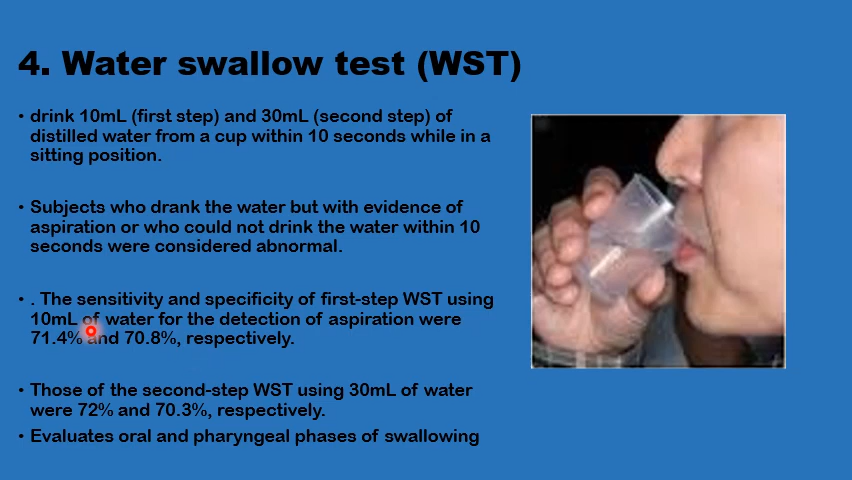 4. Water swallow test (WST)
• drink 10mL (first step) and 30mL (second step) of
distilled water from a cup within 10 seconds while in a
sitting position.
• Subjects who drank the water but with evidence of
aspiration or who could not drink the water within 10
seconds were considered abnormal.
• . The sensitivity and specificity of first-step WST using
10mL of water for the detection of aspiration were
71.4% and 70.8%, respectively.
• Those of the second-step WST using 30mL of water
were 72% and 70.3%, respectively.
• Evaluates oral and pharyngeal phases of swallowing